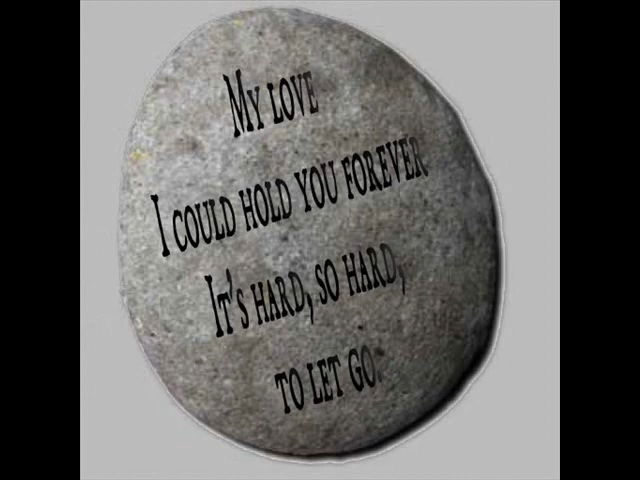 My love
I could hold you forever
It's hard, so hard,
to let go.